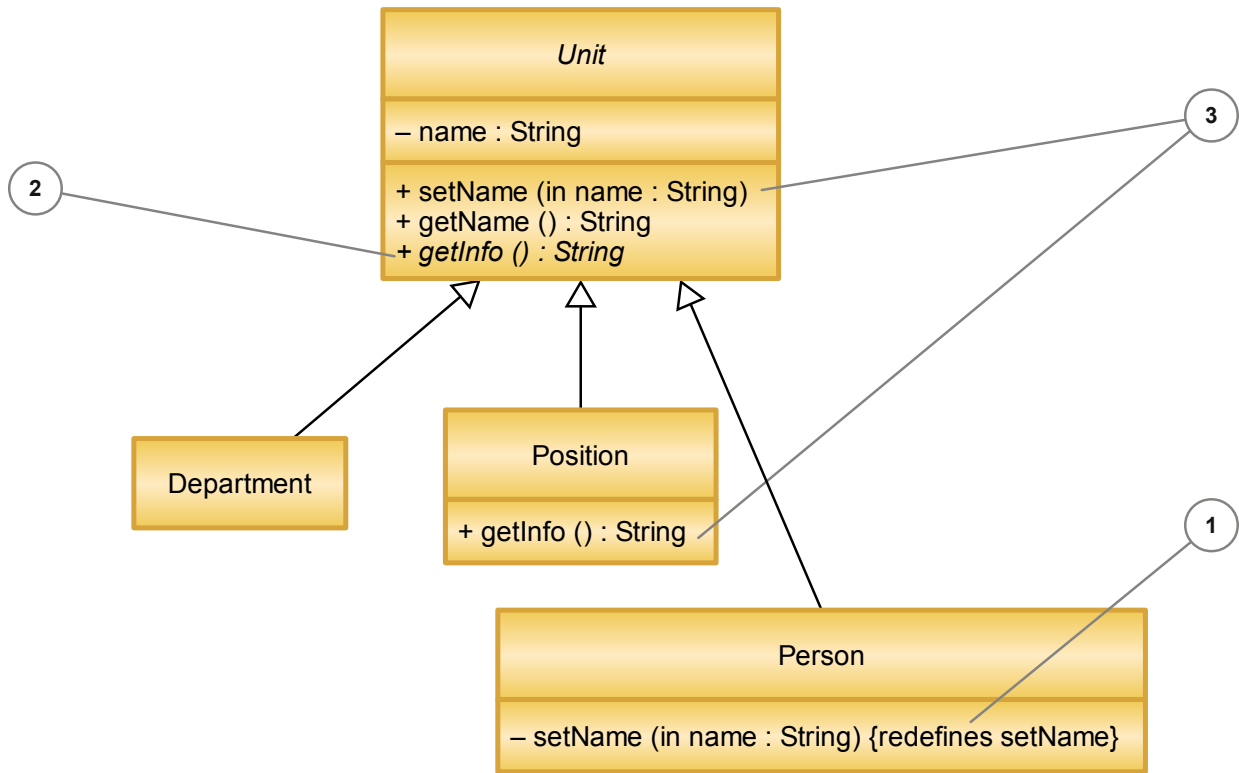 Unit
– name : String
3
2
+ setName (in name : String)
+ getName () : String
+ getInfo () : String
Department
Position
+ getInfo () : String
1
Person
– setName (in name : String) {redefines setName}